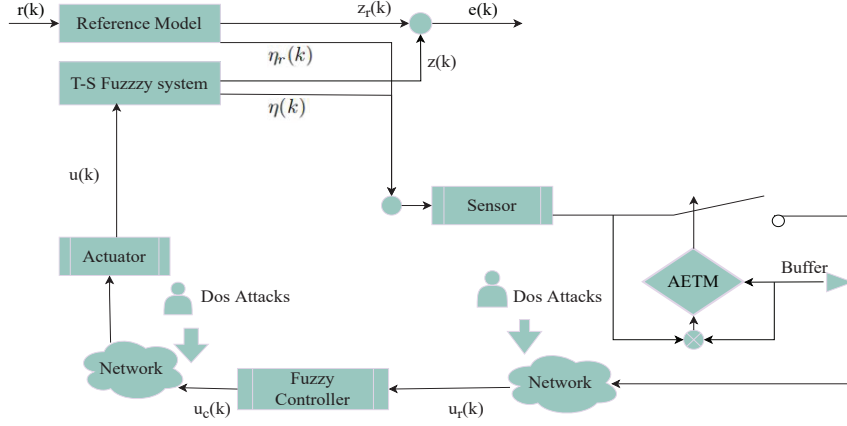 r(k)
Reference Model
z_r(k)
e(k)
η_r(k)
z(k)
T-S Fuzzzy system
η(k)
u(k)
Sensor
Actuator
AETM
Buffer
Dos Attacks
Dos Attacks
Network
Fuzzy
Controller
Network
u_c(k)
u_r(k)